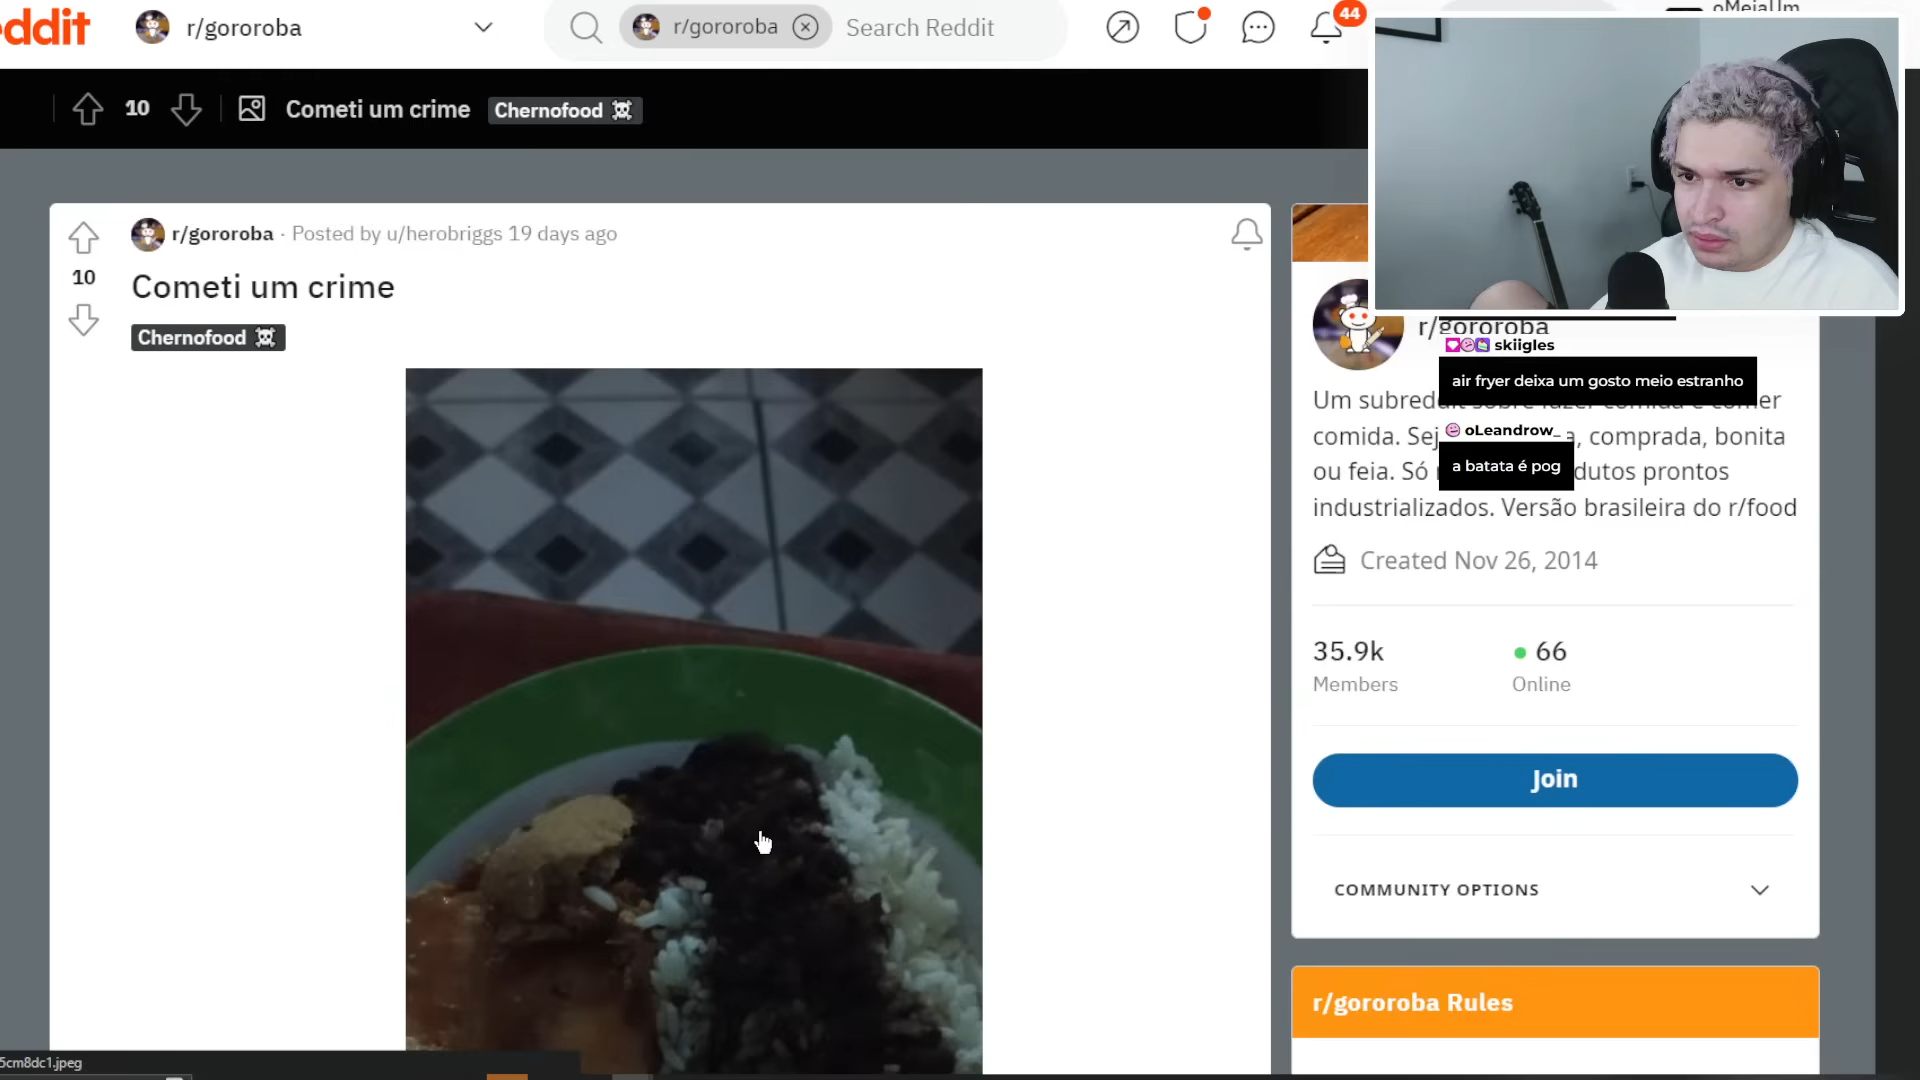 eddit
r/gororoba
r/gororoba
Search Reddit
44
10
Cometi um crime
Chernofood
r/gororoba · Posted by u/herobriggs 19 days ago
10
Cometi um crime
Chernofood
r/gororoba
skiigles
air fryer deixa um gosto meio estranho
oLeandrow_
a batata é pog
Um
comida. Sej a, comprada, bonita
ou feia. Só dutos prontos
industrializados. Versão brasileira do r/food
Created Nov 26, 2014
35.9k
66
Members
Online
Join
COMMUNITY OPTIONS
r/gororoba Rules
5cm8dc1.jpeg